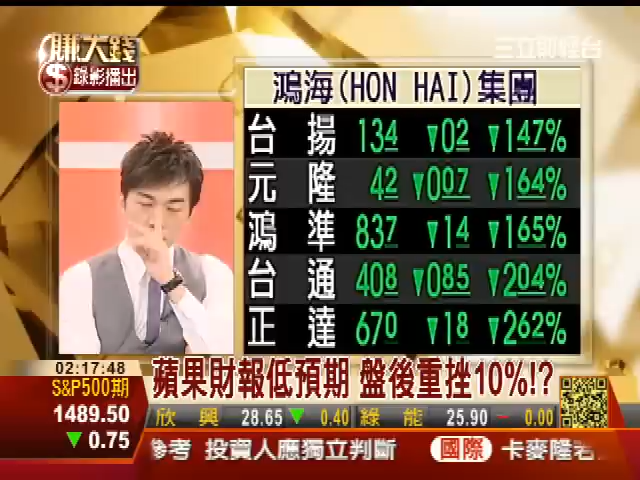 賺大錢
$錄影播出
三立財經台
鴻海(HON HAI)集團
台揚 134 ▼02 ▼147%
元隆 42 ▼007 ▼164%
鴻準 837 ▼14 ▼165%
台通 408 ▼085 ▼204%
正達 670 ▼18 ▼262%
02:17:48
蘋果財報低預期 盤後重挫10%!?
S&P500期
1489.50
▼0.75
欣興 28.65 ▼ 0.40 綠能 25.90 – 0.00
參考 投資人應獨立判斷 國際 卡麥隆